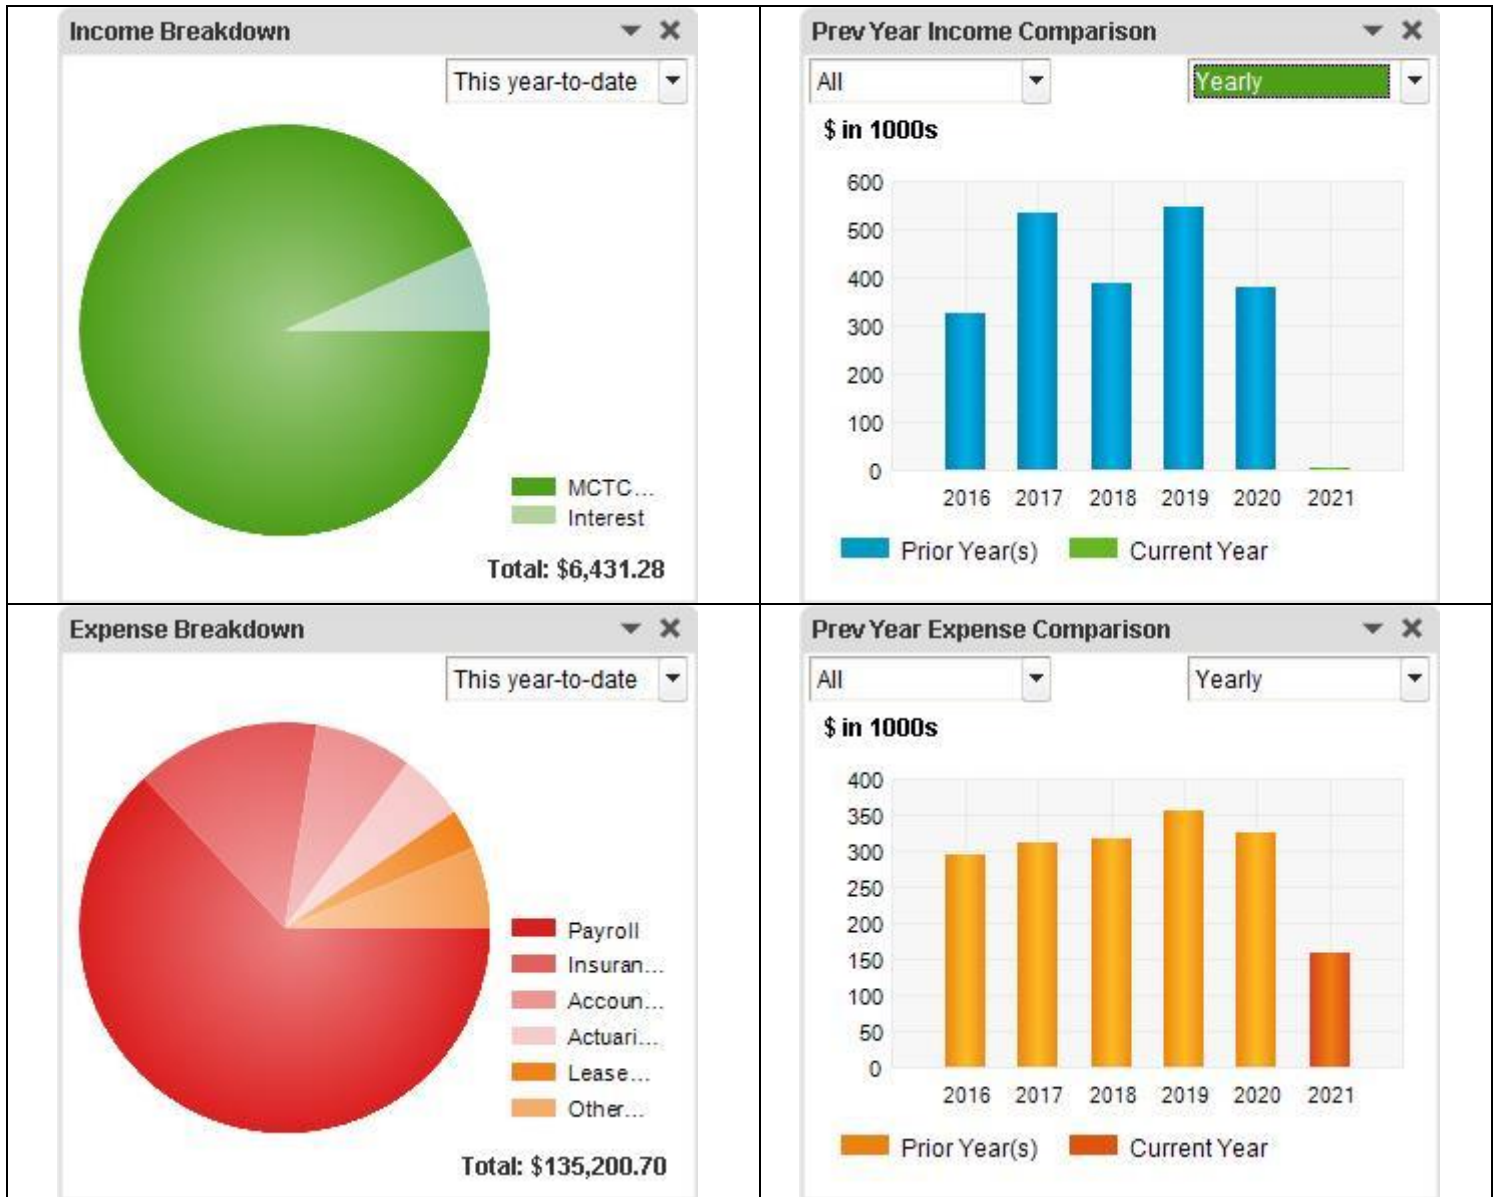 Income Breakdown
This year-to-date
MCTC...
Interest
Total: $6,431.28
Prev Year Income Comparison
All
Yearly
$ in 1000s
600
500
400
300
200
100
0
2016 2017 2018 2019 2020 2021
Prior Year(s) Current Year
Expense Breakdown
This year-to-date
Payroll
Insuran...
Accoun...
Actuari...
Lease...
Other...
Total: $135,200.70
Prev Year Expense Comparison
All
Yearly
$ in 1000s
400
350
300
250
200
150
100
50
0
2016 2017 2018 2019 2020 2021
Prior Year(s) Current Year